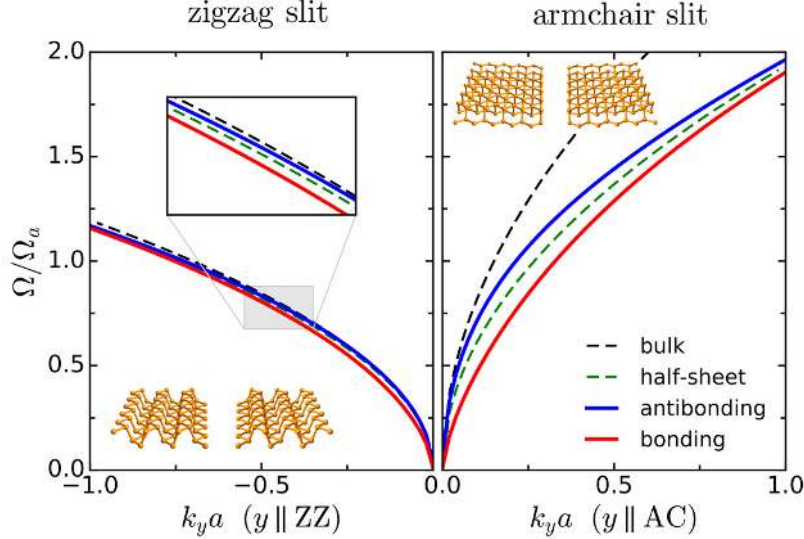 zigzag slit
armchair slit
Ω/Ω_a
2.0
1.5
1.0
0.5
0.0
−1.0
−0.5
0.0
0.5
1.0
k_y a (y ∥ ZZ)
k_y a (y ∥ AC)
bulk
half-sheet
antibonding
bonding